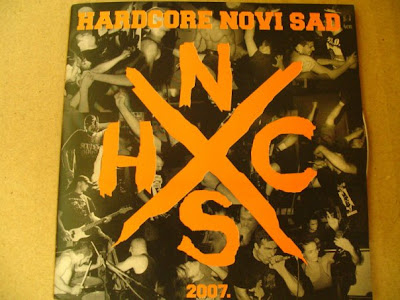 HARDCORE NOVI SAD
N
H X C
S
2007.